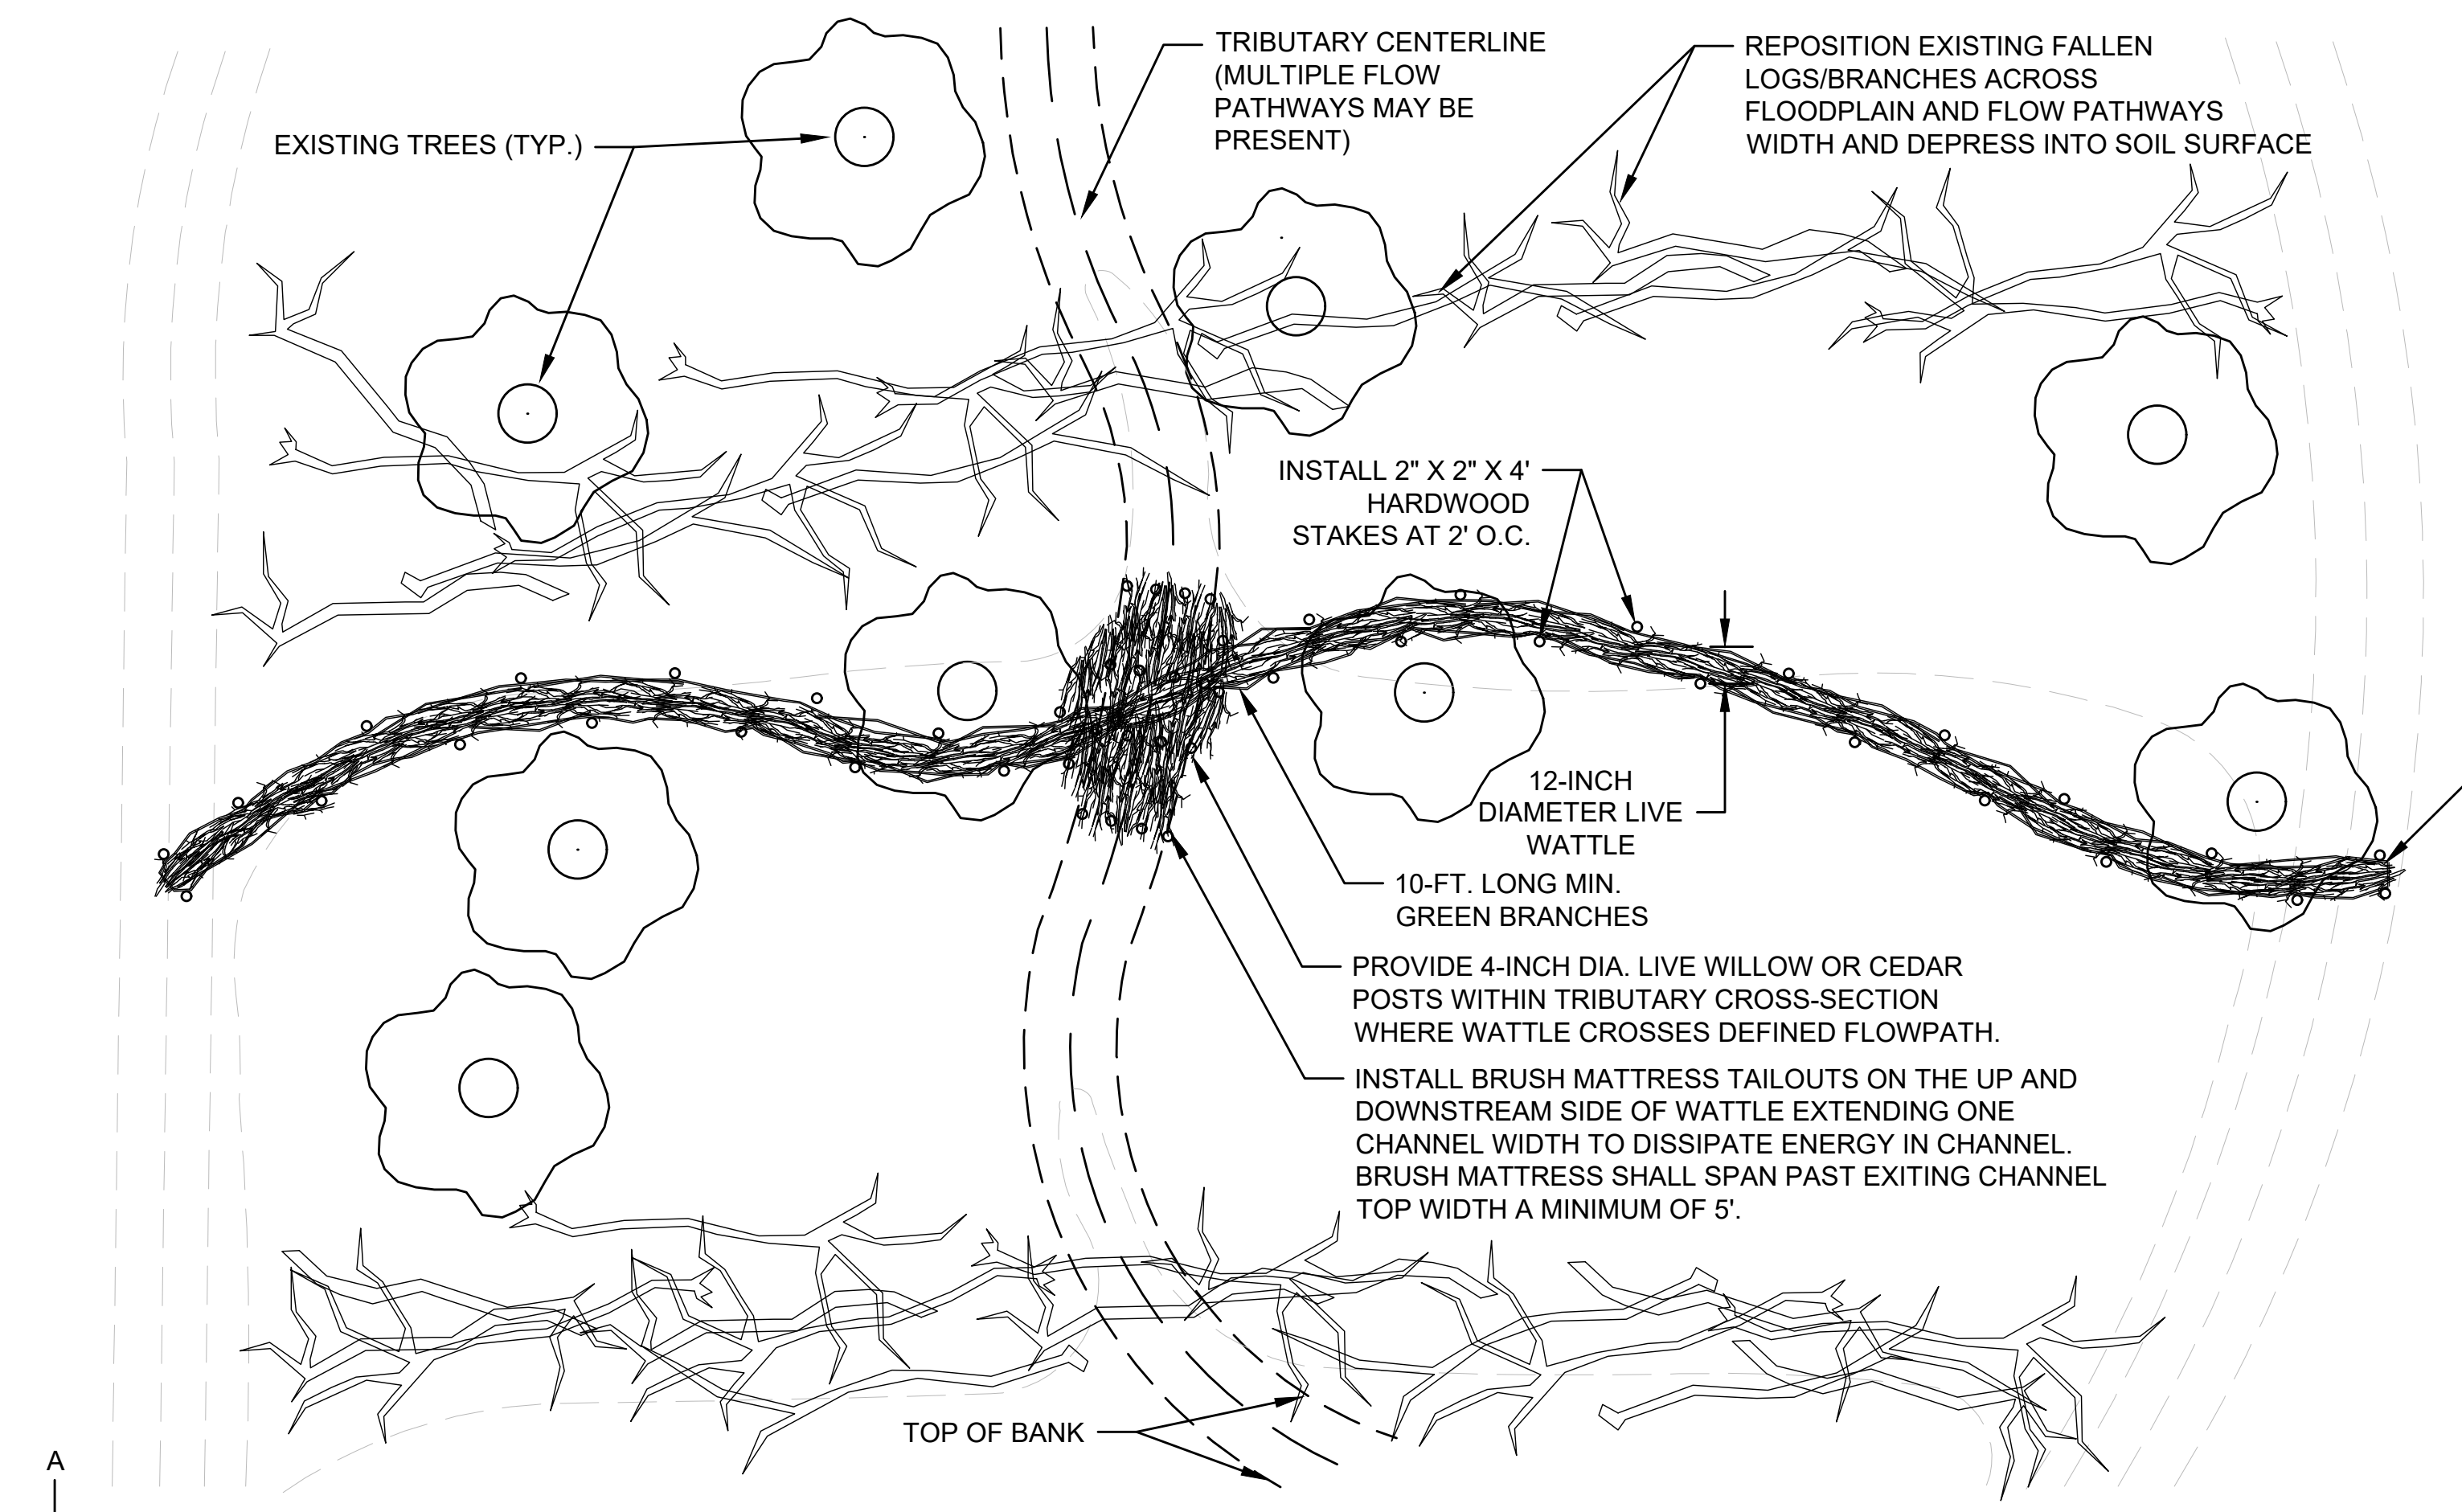 TRIBUTARY CENTERLINE
(MULTIPLE FLOW
PATHWAYS MAY BE
PRESENT)
REPOSITION EXISTING FALLEN
LOGS/BRANCHES ACROSS
FLOODPLAIN AND FLOW PATHWAYS
WIDTH AND DEPRESS INTO SOIL SURFACE
EXISTING TREES (TYP.)
INSTALL 2" X 2" X 4'
HARDWOOD
STAKES AT 2' O.C.
12-INCH
DIAMETER LIVE
WATTLE
10-FT. LONG MIN.
GREEN BRANCHES
PROVIDE 4-INCH DIA. LIVE WILLOW OR CEDAR
POSTS WITHIN TRIBUTARY CROSS-SECTION
WHERE WATTLE CROSSES DEFINED FLOWPATH.
INSTALL BRUSH MATTRESS TAILOUTS ON THE UP AND
DOWNSTREAM SIDE OF WATTLE EXTENDING ONE
CHANNEL WIDTH TO DISSIPATE ENERGY IN CHANNEL.
BRUSH MATTRESS SHALL SPAN PAST EXITING CHANNEL
TOP WIDTH A MINIMUM OF 5'.
TOP OF BANK
A